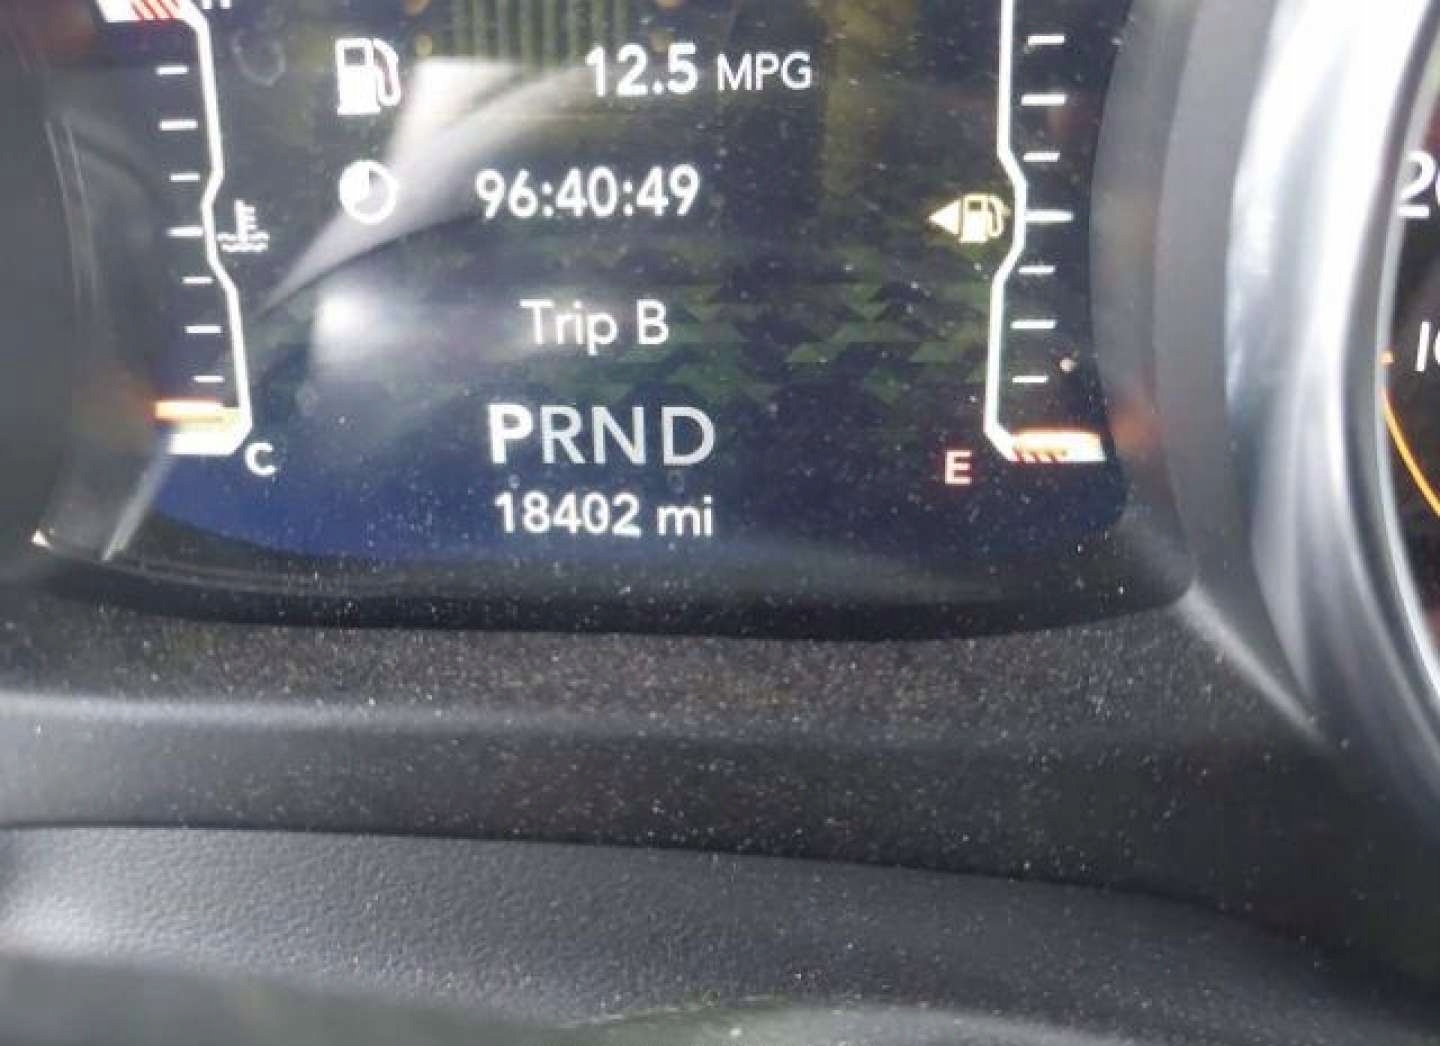 12.5 MPG
96:40:49
Trip B
PRND
C
E
18402 mi